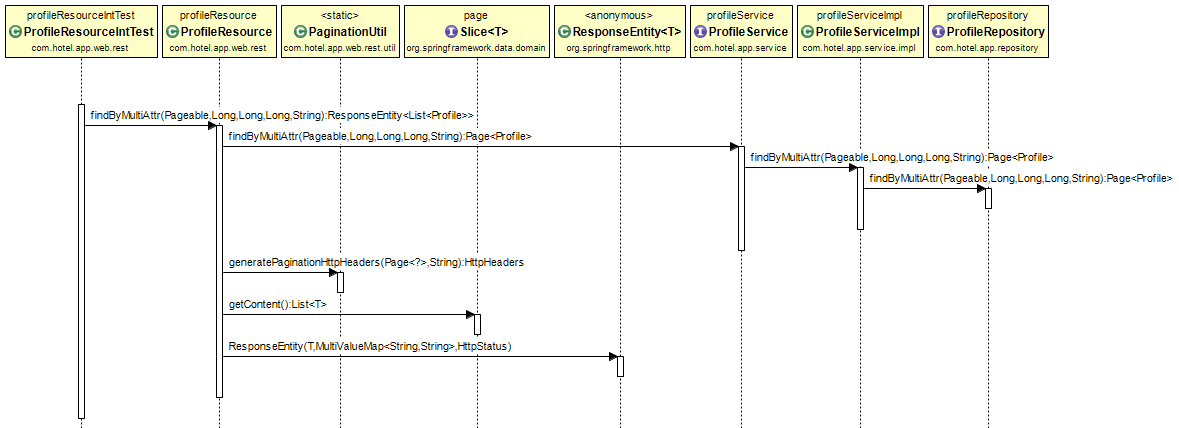 profileResourceIntTest
C ProfileResourceIntTest
com.hotel.app.web.rest
profileResource
C ProfileResource
com.hotel.app.web.rest
<static>
C PaginationUtil
com.hotel.app.web.rest.util
page
I Slice<T>
org.springframework.data.domain
<anonymous>
C ResponseEntity<T>
org.springframework.http
profileService
I ProfileService
com.hotel.app.service
profileServiceImpl
C ProfileServiceImpl
com.hotel.app.service.impl
profileRepository
I ProfileRepository
com.hotel.app.repository
findByMultiAttr(Pageable,Long,Long,Long,String):ResponseEntity<List<Profile>>
findByMultiAttr(Pageable,Long,Long,Long,String):Page<Profile>
findByMultiAttr(Pageable,Long,Long,Long,String):Page<Profile>
findByMultiAttr(Pageable,Long,Long,Long,String):Page<Profile>
generatePaginationHttpHeaders(Page<?>,String):HttpHeaders
getContent():List<T>
ResponseEntity(T,MultiValueMap<String,String>,HttpStatus)